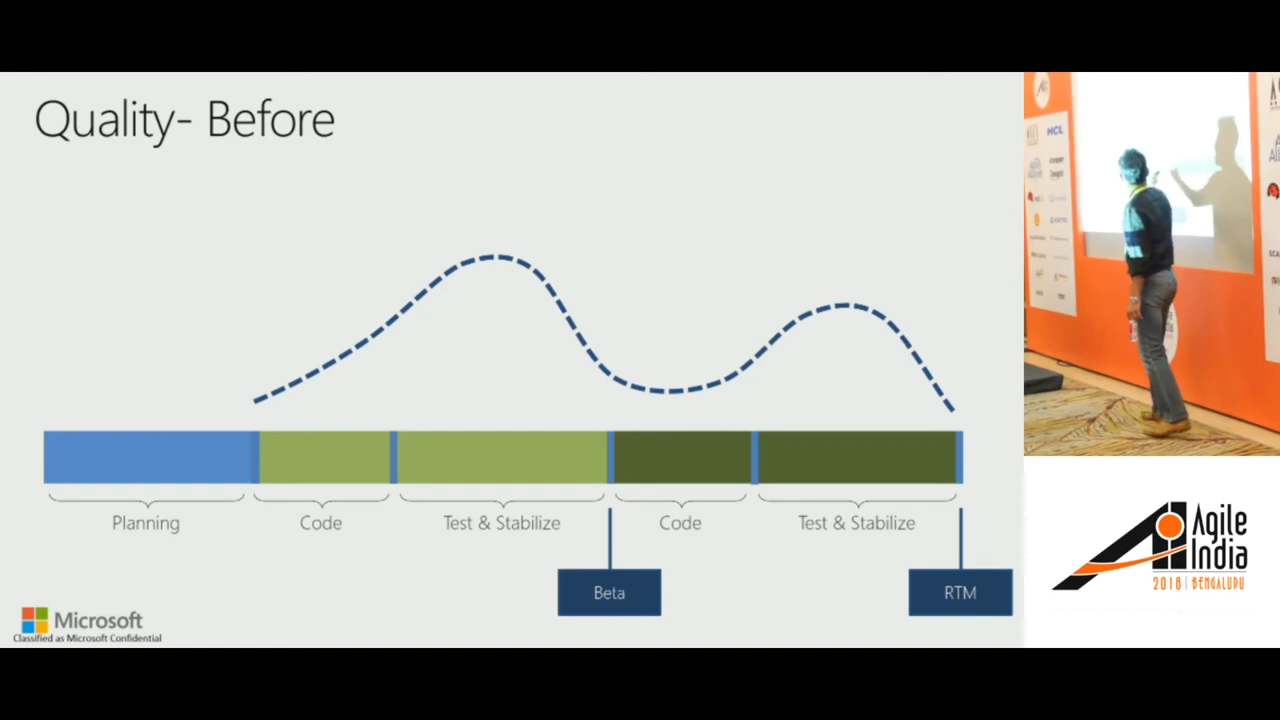 Quality- Before
Planning
Code
Test & Stabilize
Code
Test & Stabilize
Beta
RTM
Microsoft
Classified as Microsoft Confidential
HCL
Agile
India
2018 | BENGALURU